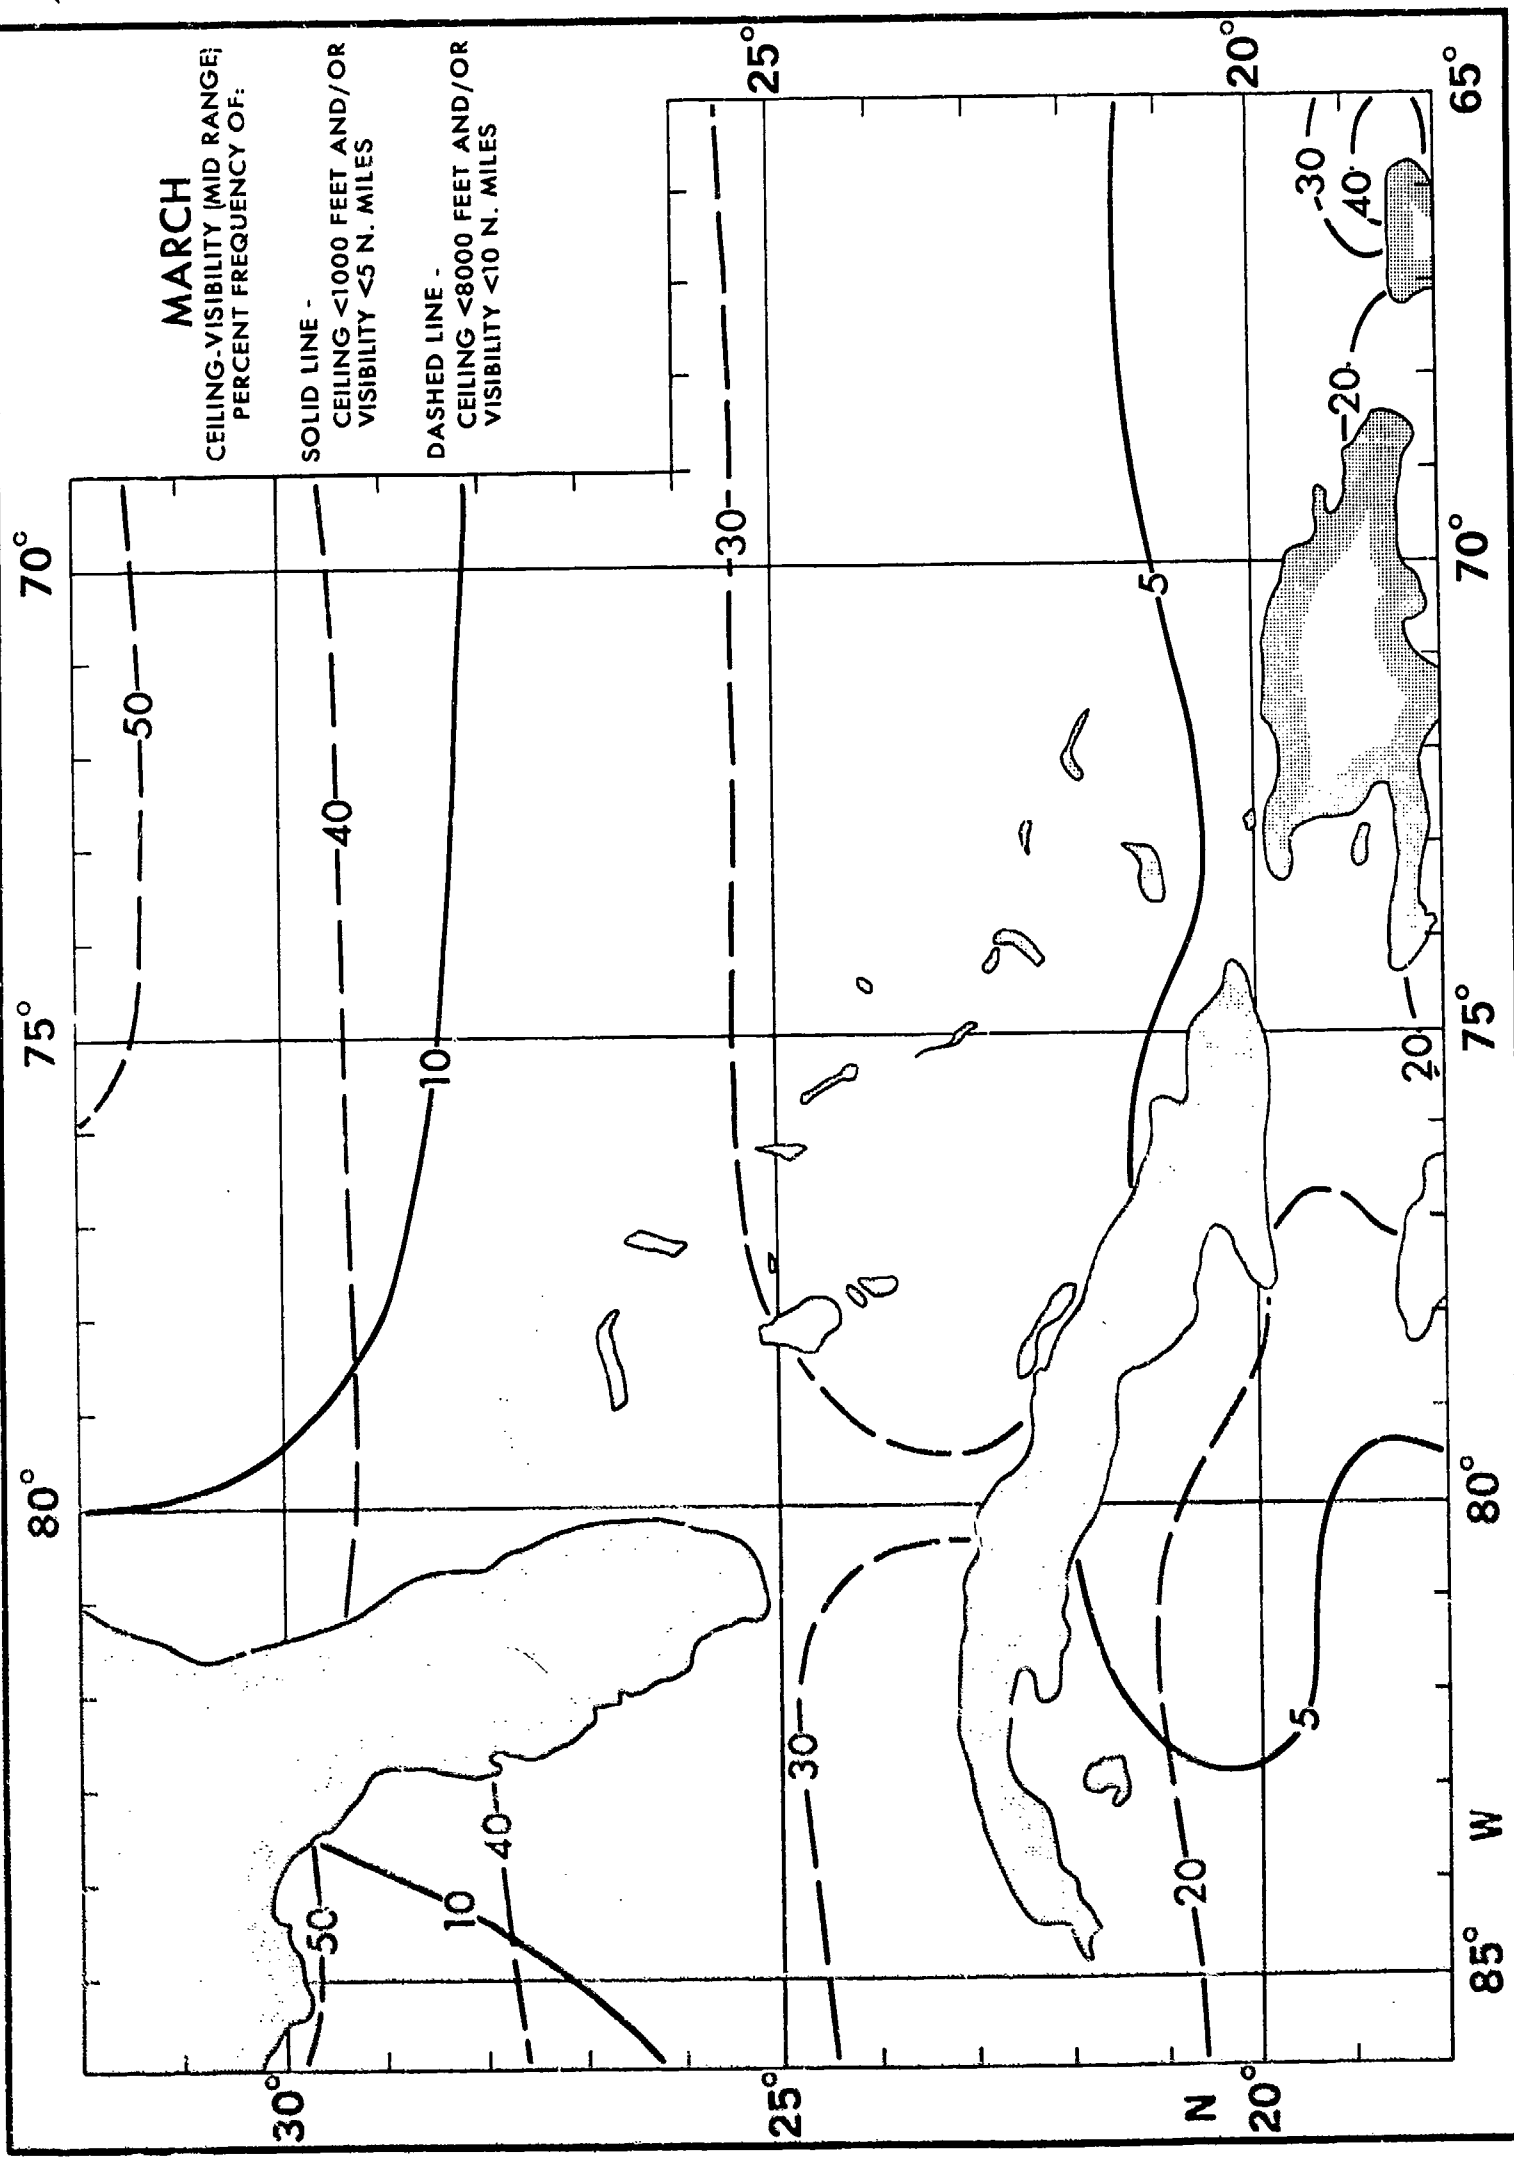 MARCH
CEILING-VISIBILITY (MID RANGE)
PERCENT FREQUENCY OF:
SOLID LINE -
CEILING <1000 FEET AND/OR
VISIBILITY <5 N. MILES
DASHED LINE -
CEILING <8000 FEET AND/OR
VISIBILITY <10 N. MILES
80°
75°
70°
25°
20°
65°
50
40
10
30
5
30
40
20
20
50
10
40
30
20
5
30°
25°
N
20°
85°
W
80°
75°
70°